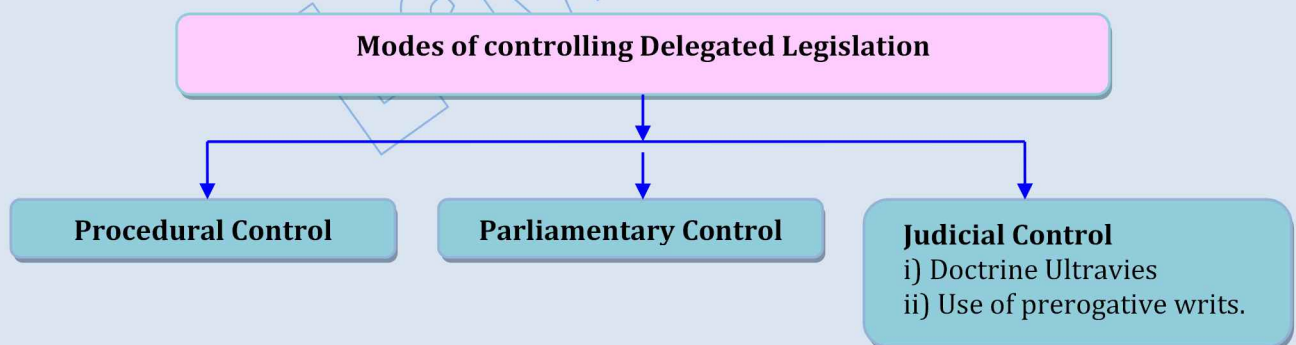 Modes of controlling Delegated Legislation
Procedural Control
Parliamentary Control
Judicial Control
i) Doctrine Ultravies
ii) Use of prerogative writs.